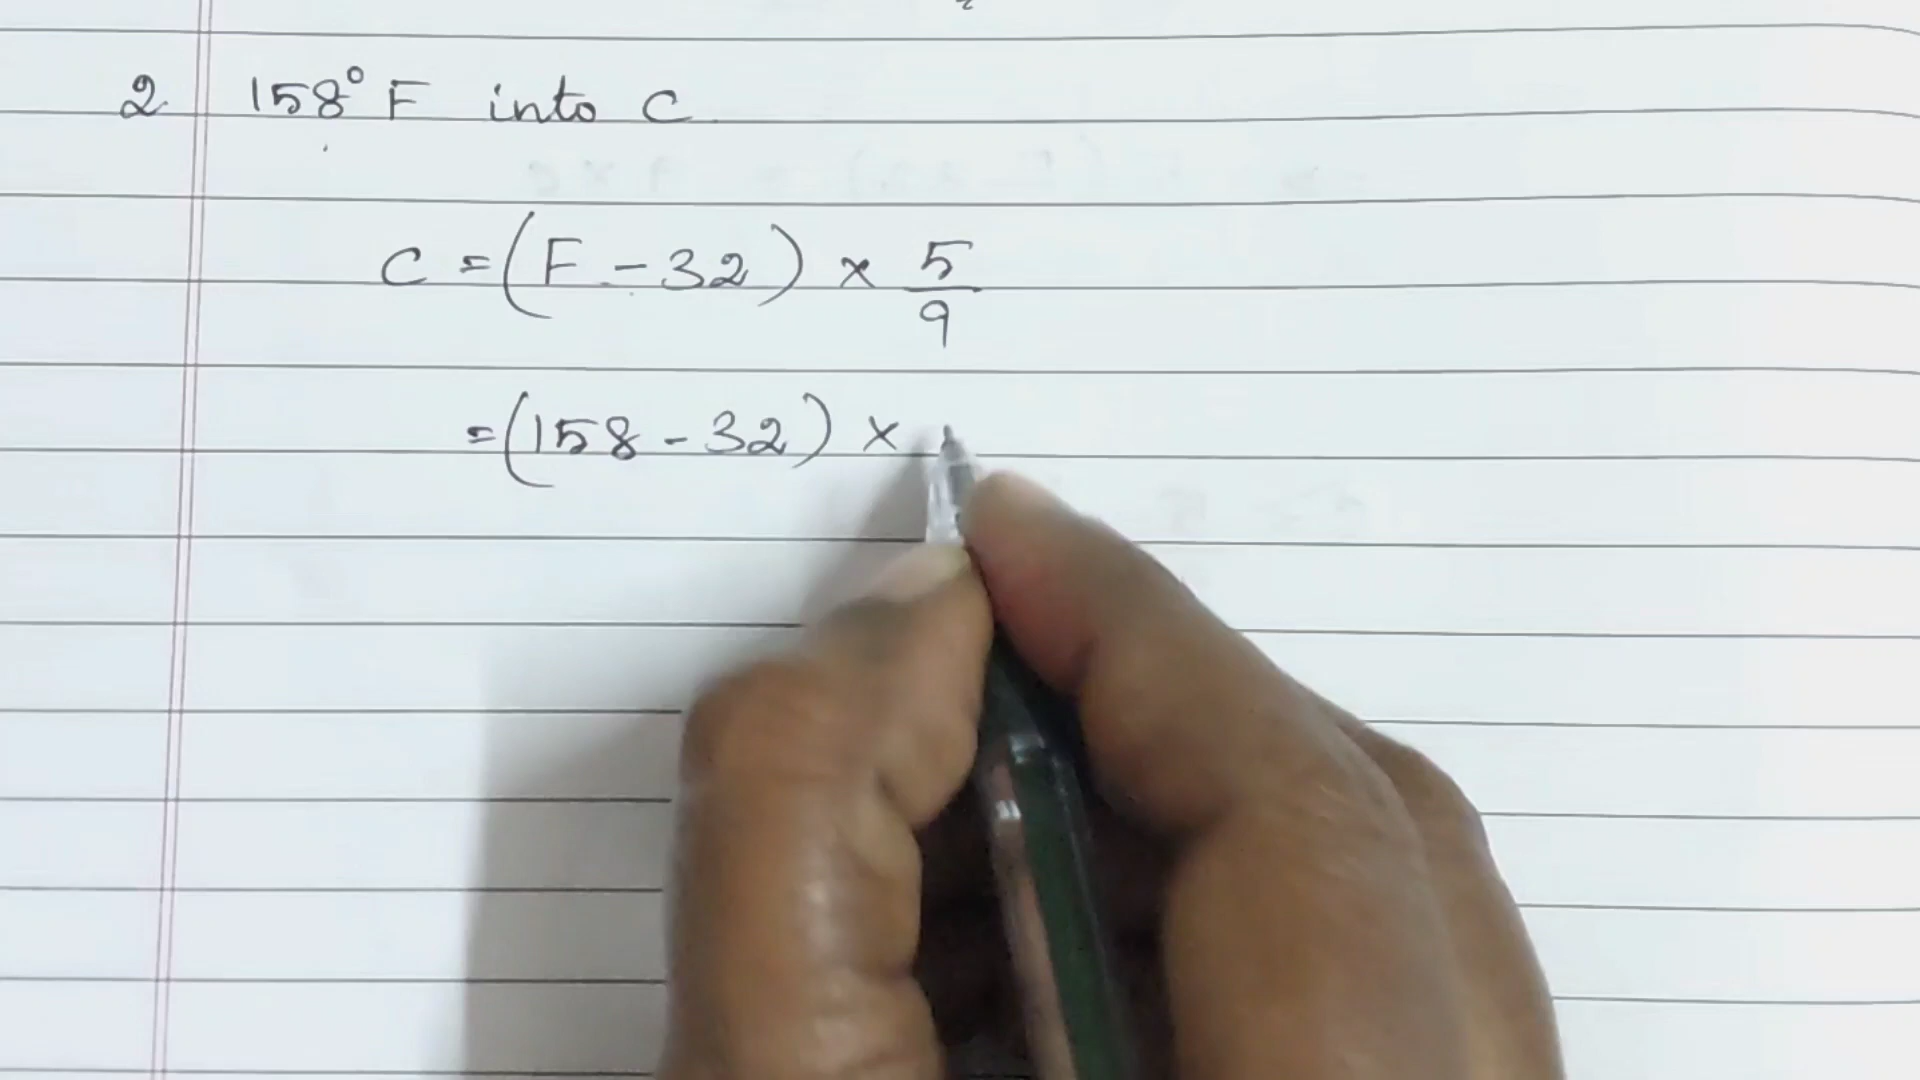 2 158° F into C
C = (F - 32) × 5/9
= (158 - 32) ×